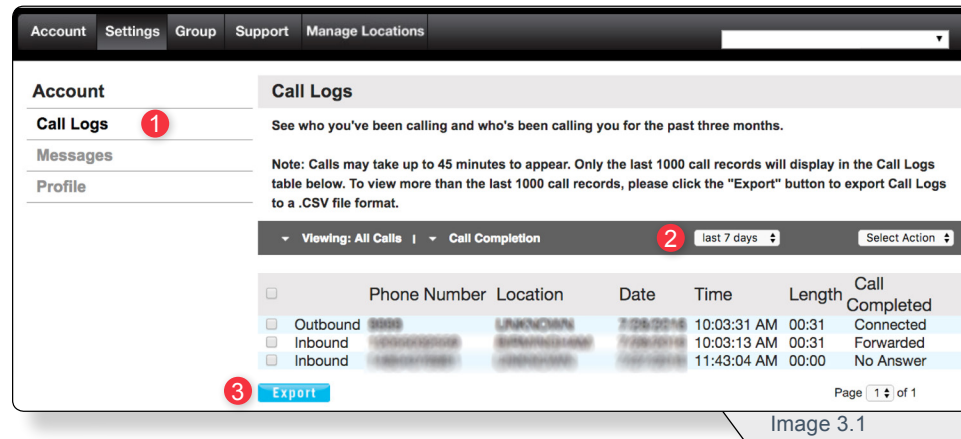 Account Settings Group Support Manage Locations
Account
Call Logs 1
Messages
Profile
Call Logs
See who you've been calling and who's been calling you for the past three months.
Note: Calls may take up to 45 minutes to appear. Only the last 1000 call records will display in the Call Logs
table below. To view more than the last 1000 call records, please click the "Export" button to export Call Logs
to a .CSV file format.
Viewing: All Calls | Call Completion 2 last 7 days Select Action
Phone Number Location Date Time Length Call Completed
Outbound 10:03:31 AM 00:31 Connected
Inbound 10:03:13 AM 00:31 Forwarded
Inbound 11:43:04 AM 00:00 No Answer
3 Export Page 1 of 1
Image 3.1